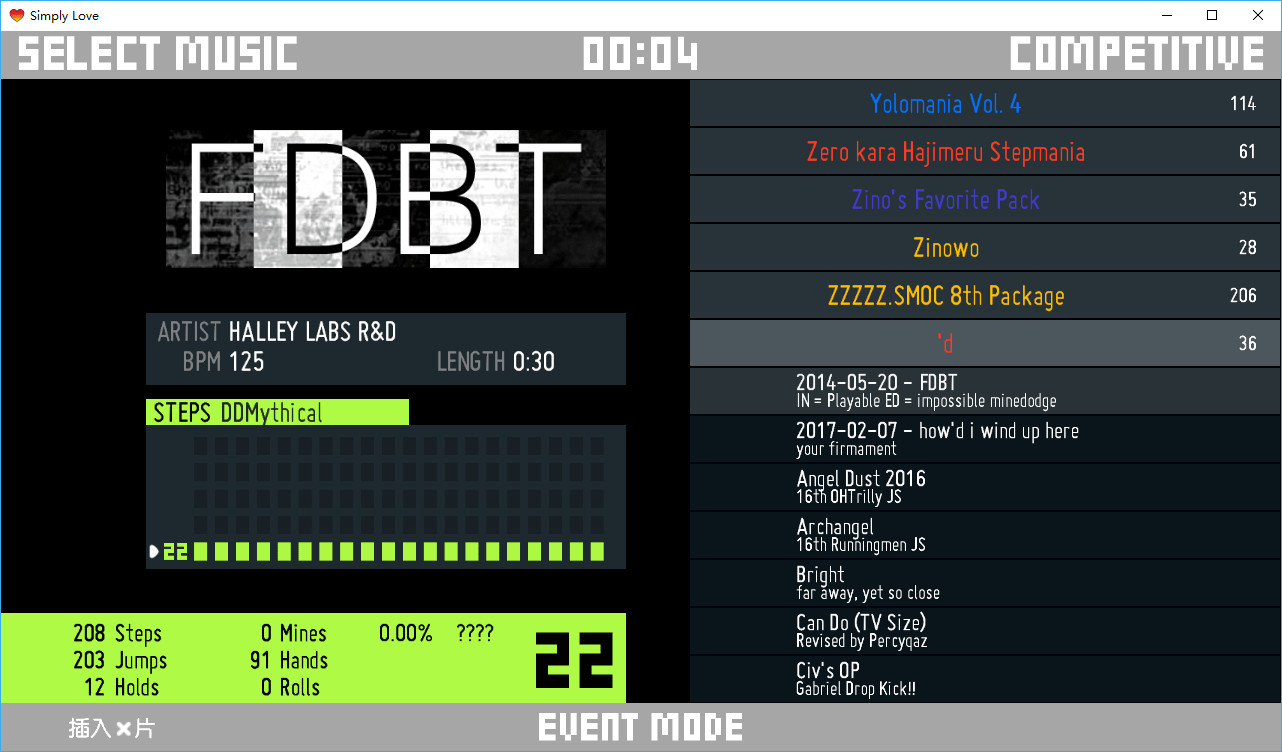 Simply Love
SELECT MUSIC
00:04
COMPETITIVE
FDBT
ARTIST HALLEY LABS R&D
BPM 125 LENGTH 0:30
STEPS DDMythical
22
208 Steps 0 Mines 0.00% ????
203 Jumps 91 Hands
12 Holds 0 Rolls
22
Yolomania Vol. 4 114
Zero kara Hajimeru Stepmania 61
Zino's Favorite Pack 35
Zinowo 28
ZZZZZ.SMOC 8th Package 206
'd 36
2014-05-20 - FDBT
IN = Playable ED = impossible minedodge
2017-02-07 - how'd i wind up here
your firmament
Angel Dust 2016
16th OHTrilly JS
Archangel
16th Runningmen JS
Bright
far away, yet so close
Can Do (TV Size)
Revised by Percyqaz
Civ's OP
Gabriel Drop Kick!!
插入✖片
EVENT MODE